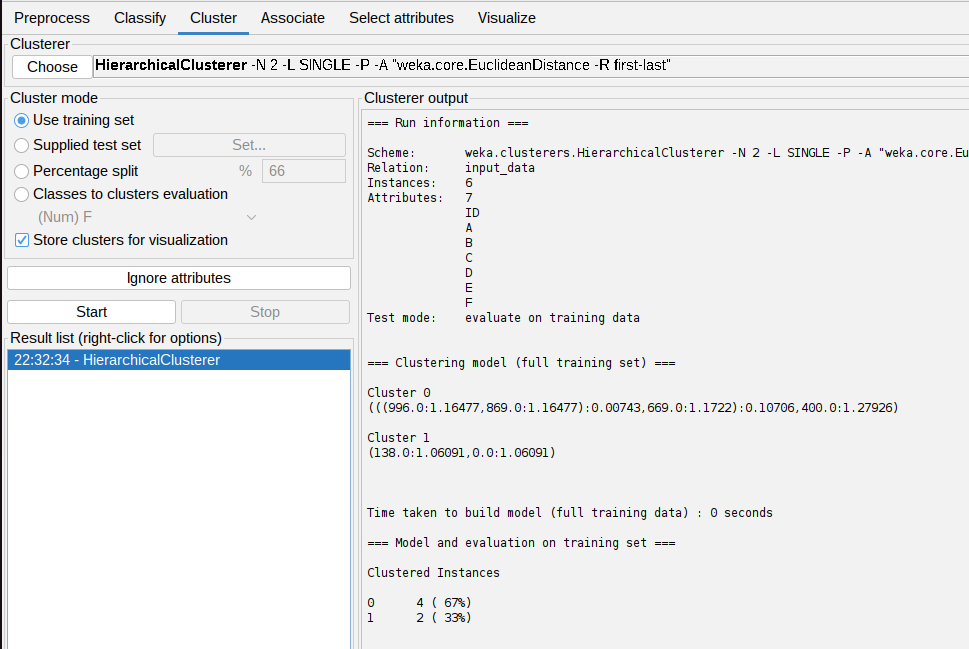 Preprocess Classify Cluster Associate Select attributes Visualize
Clusterer
Choose HierarchicalClusterer -N 2 -L SINGLE -P -A "weka.core.EuclideanDistance -R first-last"
Cluster mode
Use training set
Supplied test set Set...
Percentage split % 66
Classes to clusters evaluation
(Num) F
Store clusters for visualization
Ignore attributes
Start Stop
Result list (right-click for options)
22:32:34 - HierarchicalClusterer
Clusterer output
=== Run information ===
Scheme: weka.clusterers.HierarchicalClusterer -N 2 -L SINGLE -P -A "weka.core.Eu
Relation: input_data
Instances: 6
Attributes: 7
ID
A
B
C
D
E
F
Test mode: evaluate on training data
=== Clustering model (full training set) ===
Cluster 0
(((996.0:1.16477,869.0:1.16477):0.00743,669.0:1.1722):0.10706,400.0:1.27926)
Cluster 1
(138.0:1.06091,0.0:1.06091)
Time taken to build model (full training data) : 0 seconds
=== Model and evaluation on training set ===
Clustered Instances
0 4 ( 67%)
1 2 ( 33%)